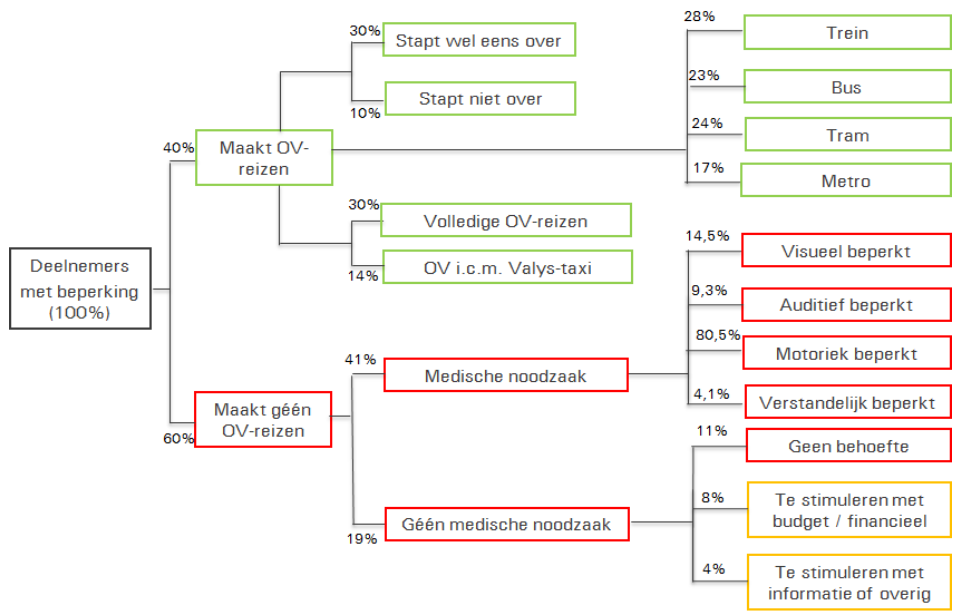 Deelnemers
met beperking
(100%)
40%
Maakt OV-
reizen
30%
Stapt wel eens over
10%
Stapt niet over
30%
Volledige OV-reizen
14%
OV i.c.m. Valys-taxi
28%
Trein
23%
Bus
24%
Tram
17%
Metro
60%
Maakt géén
OV-reizen
41%
Medische noodzaak
14,5%
Visueel beperkt
9,3%
Auditief beperkt
80,5%
Motoriek beperkt
4,1%
Verstandelijk beperkt
19%
Géén medische noodzaak
11%
Geen behoefte
8%
Te stimuleren met
budget / financieel
4%
Te stimuleren met
informatie of overig